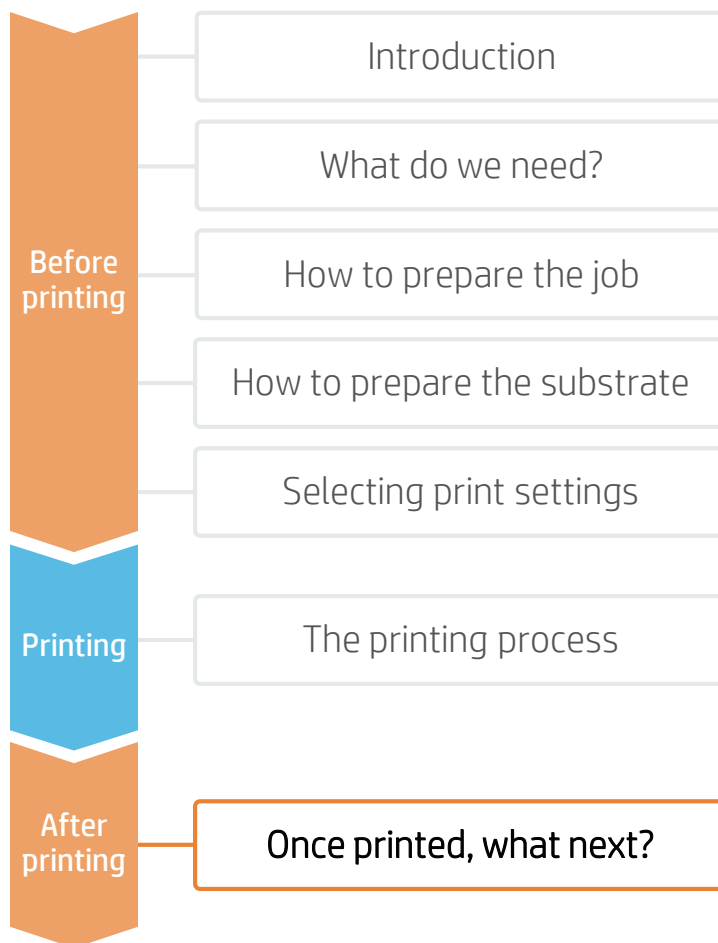 Introduction
What do we need?
Before
printing
How to prepare the job
How to prepare the substrate
Selecting print settings
Printing
The printing process
After
printing
Once printed, what next?